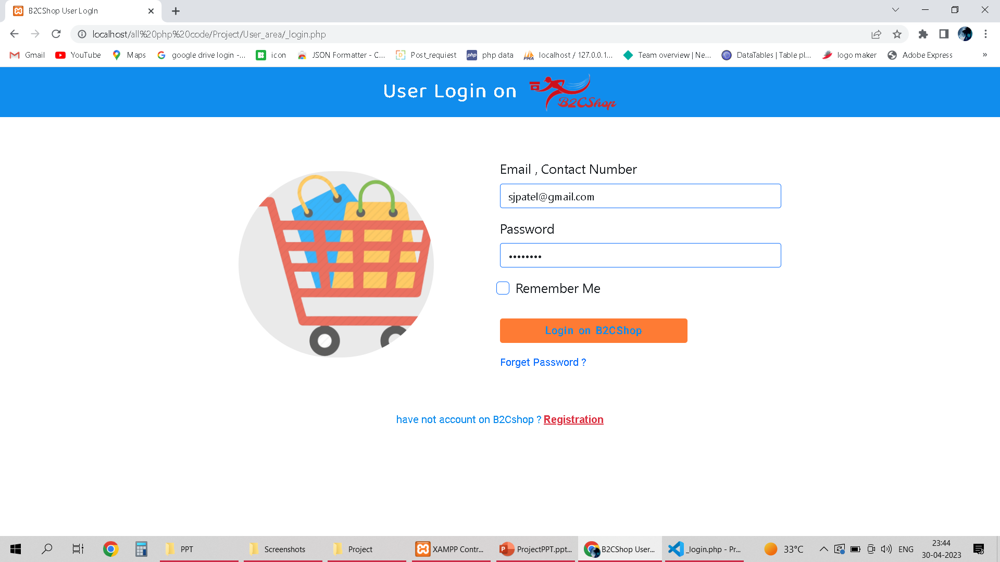 B2CShop User LogIn
localhost/all%20php%20code/Project/User_area/_login.php
Gmail YouTube Maps google drive login -... icon JSON Formatter - C... Post_requiest php php data PMA localhost / 127.0.0.1... Team overview | Ne... DataTables | Table pl... logo maker Adobe Express »
User Login on B2CShop
Email , Contact Number
sjpatel@gmail.com
Password
••••••••
Remember Me
Login on B2CShop
Forget Password ?
have not account on B2Cshop ? Registration
PPT Screenshots Project XAMPP Contr... ProjectPPT.ppt... B2CShop User... _login.php - Pr... 33°C ENG
23:44
30-04-2023